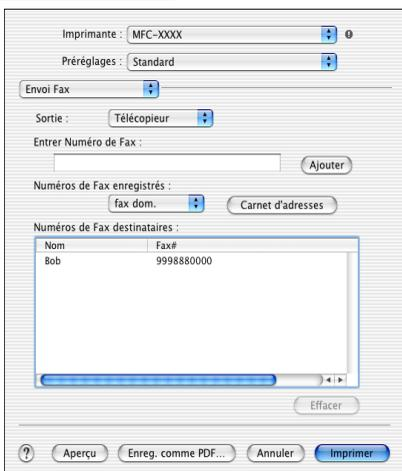 Imprimante : MFC-XXXX
Préréglages : Standard
Envoi Fax
Sortie : Télécopieur
Entrer Numéro de Fax :
Ajouter
Numéros de Fax enregistrés :
fax dom. Carnet d'adresses
Numéros de Fax destinataires :
Nom Fax#
Bob 9998880000
Effacer
? Aperçu Enreg. comme PDF... Annuler Imprimer